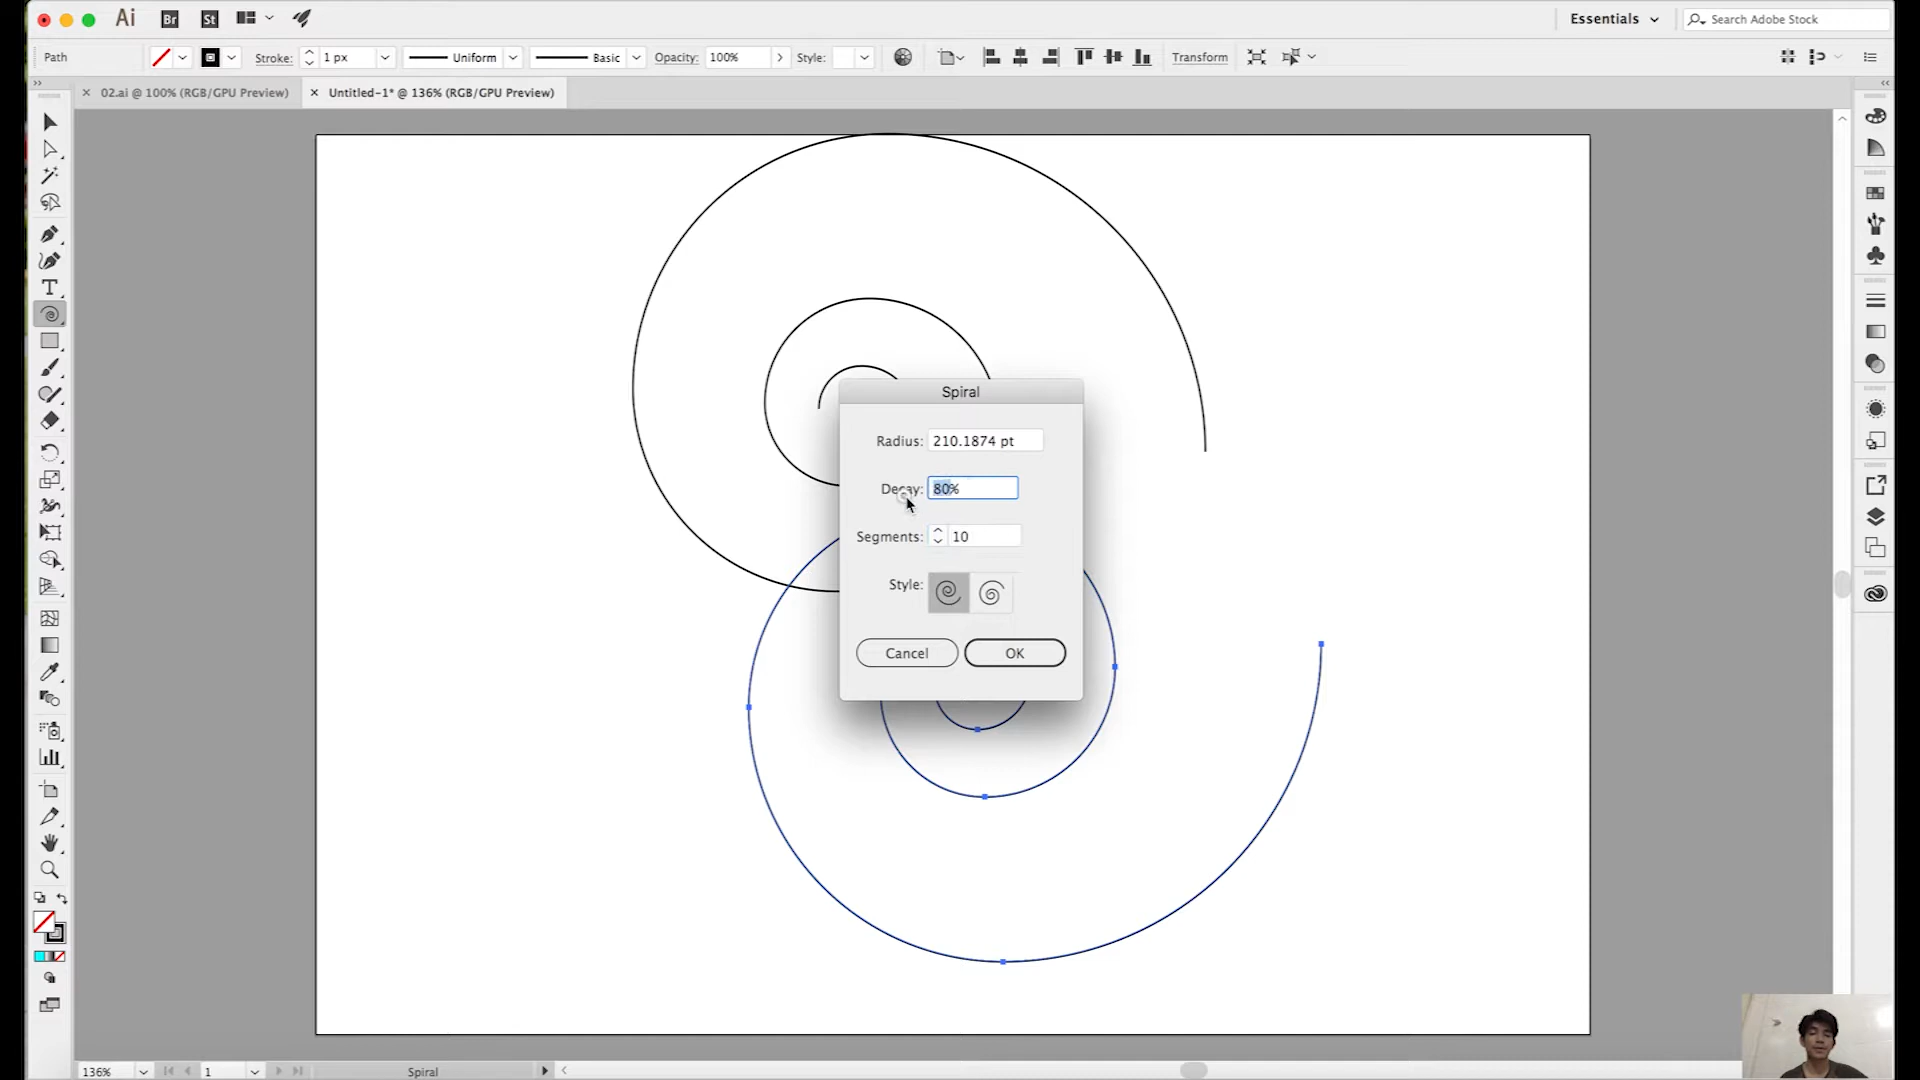 Ai Br St Essentials Search Adobe Stock
Path Stroke: 1 px Uniform Basic Opacity: 100% Style: Transform
02.ai @ 100% (RGB/GPU Preview) Untitled-1* @ 136% (RGB/GPU Preview)
Spiral
Radius: 210.1874 pt
Decay: 80%
Segments: 10
Style:
Cancel OK
136% 1 Spiral